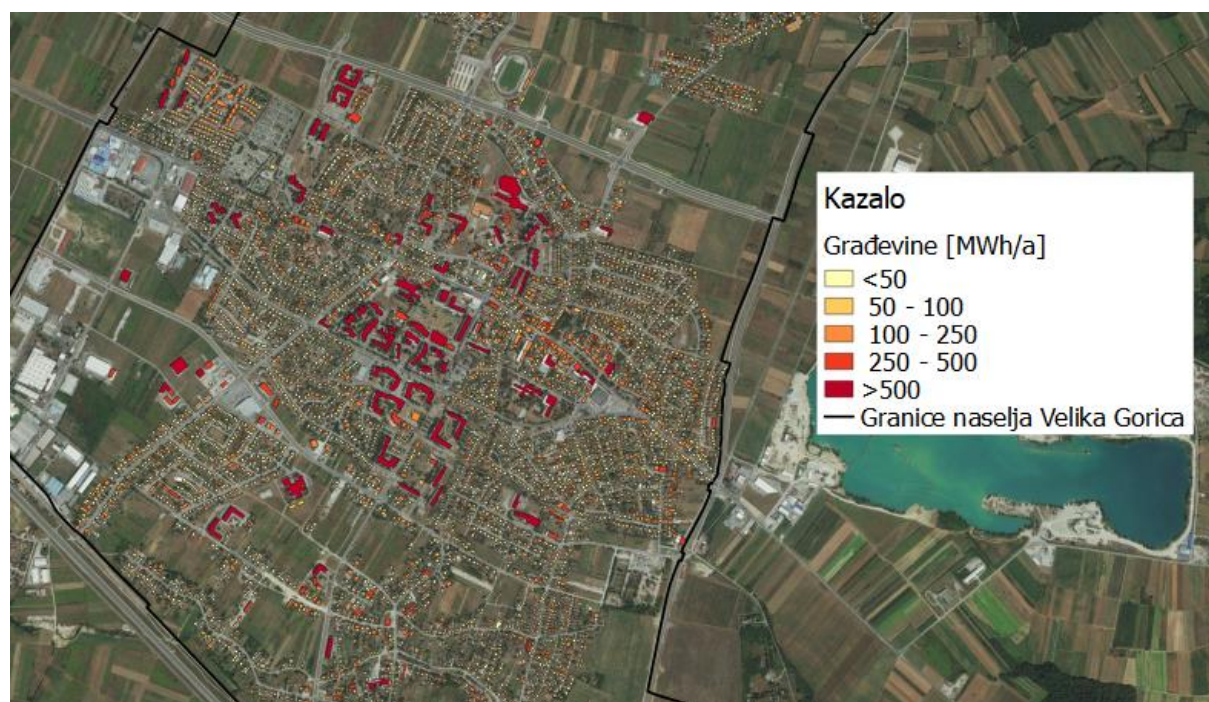 Kazalo
Građevine [MWh/a]
<50
50 - 100
100 - 250
250 - 500
>500
Granice naselja Velika Gorica